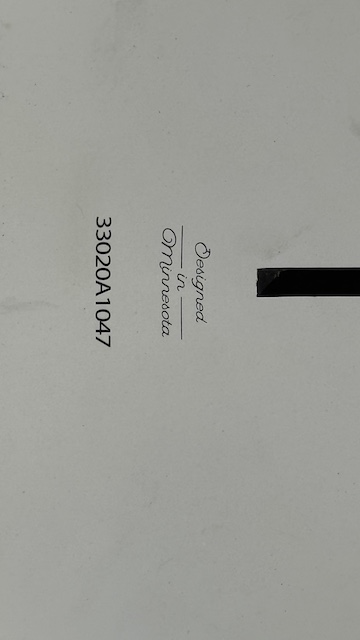 Designed
in
Minnesota
33020A1047